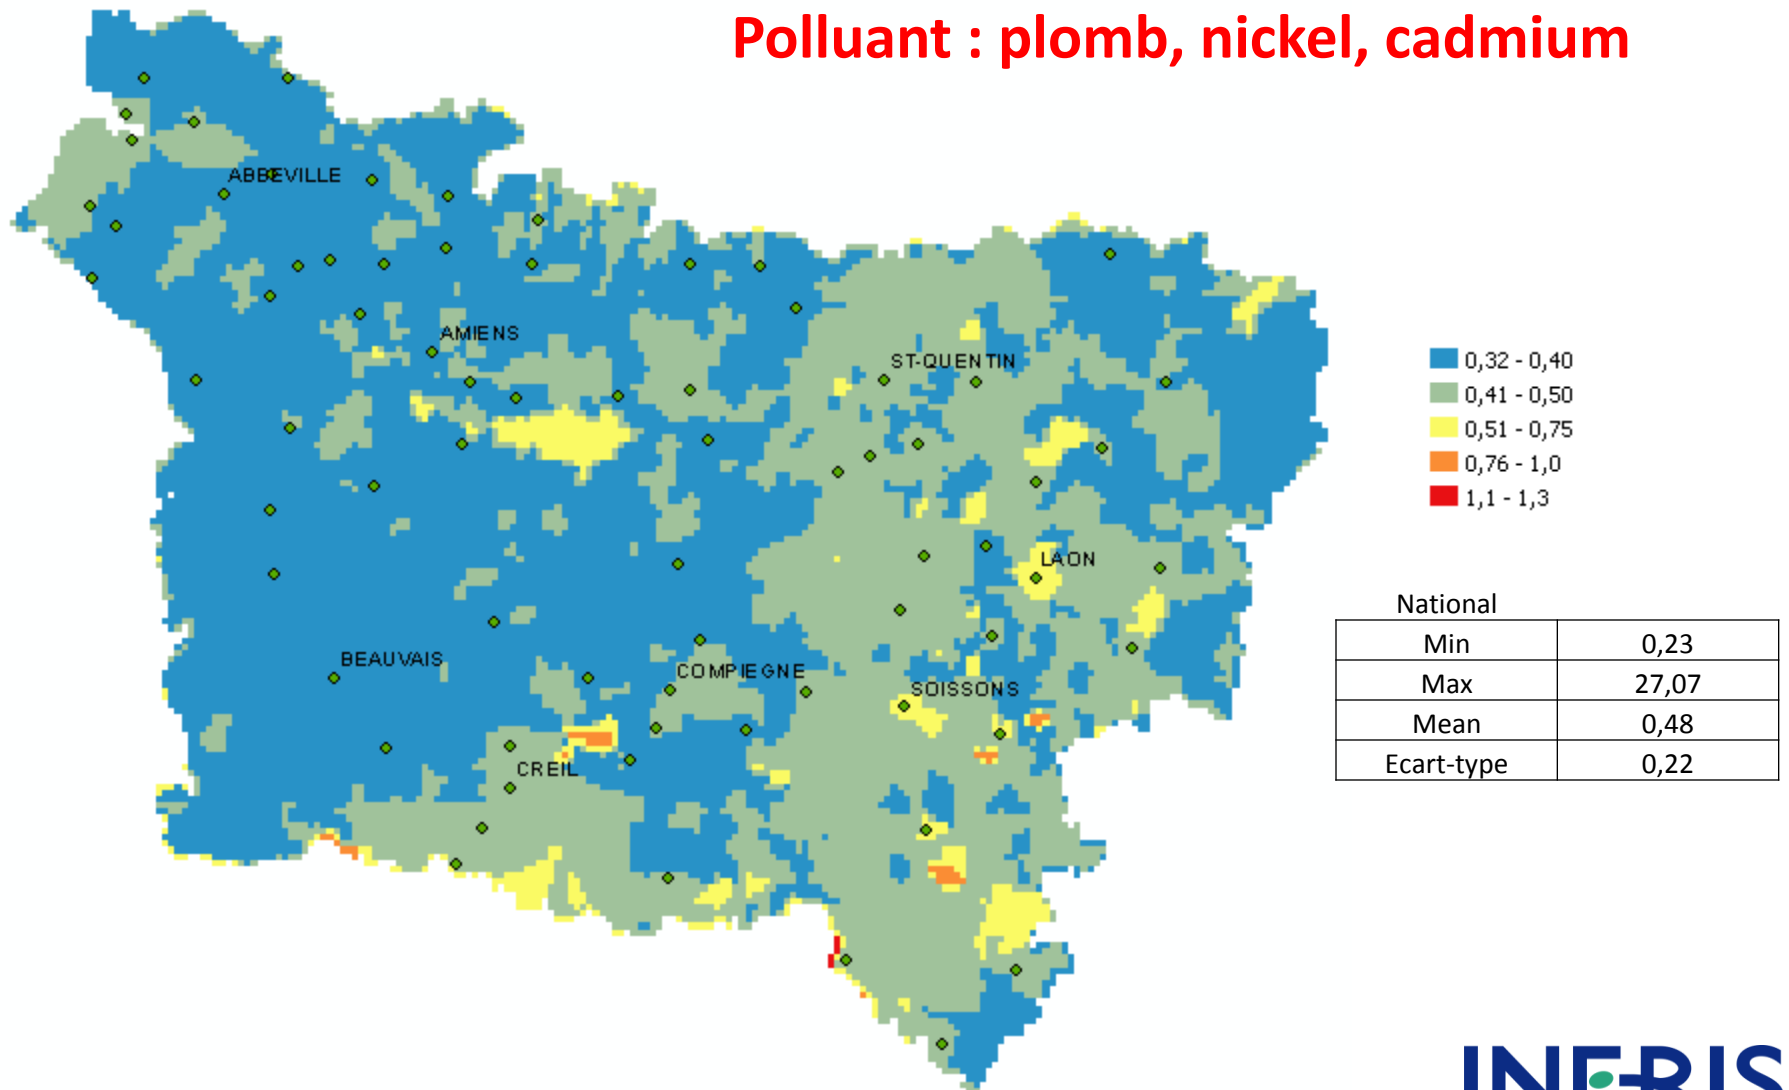 Polluant : plomb, nickel, cadmium
ABBEVILLE
AMIENS
ST-QUENTIN
LAON
BEAUVAIS
COMPIEGNE
SOISSONS
CREIL
0,32 - 0,40
0,41 - 0,50
0,51 - 0,75
0,76 - 1,0
1,1 - 1,3
National
Min 0,23
Max 27,07
Mean 0,48
Ecart-type 0,22
INERIS